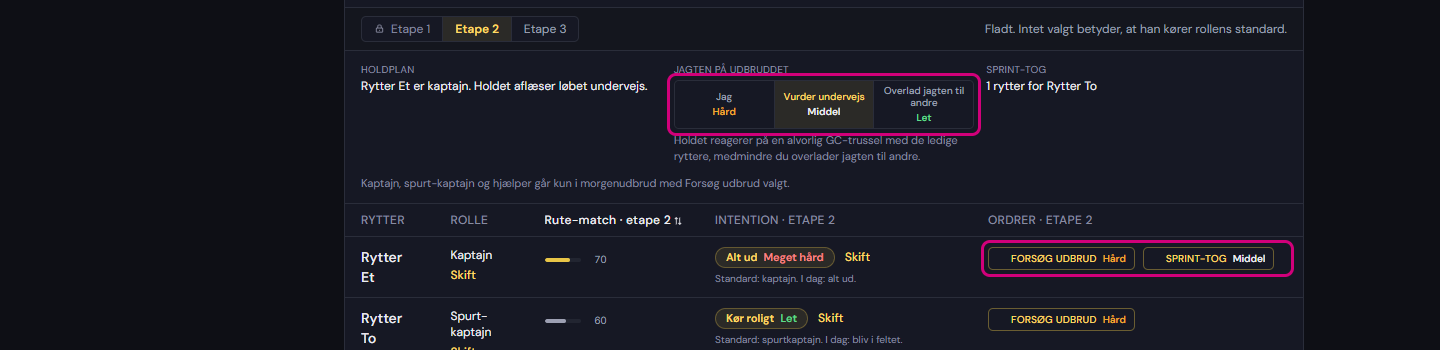 Etape 1 Etape 2 Etape 3 Fladt. Intet valgt betyder, at han kører rollens standard.
HOLDPLAN
Rytter Et er kaptajn. Holdet aflæser løbet undervejs.
JAGTEN PÅ UDBRUDDET
Jag
Hård
Vurder undervejs
Middel
Overlad jagten til
andre
Let
Holdet reagerer på en alvorlig GC-trussel med de ledige
ryttere, medmindre du overlader jagten til andre.
SPRINT-TOG
1 rytter for Rytter To
Kaptajn, spurt-kaptajn og hjælper går kun i morgenudbrud med Forsøg udbrud valgt.
RYTTER ROLLE Rute-match · etape 2 ⇅ INTENTION · ETAPE 2 ORDRER · ETAPE 2
Rytter
Et
Kaptajn
Skift
70
Alt ud Meget hård Skift
Standard: kaptajn. I dag: alt ud.
FORSØG UDBRUD Hård SPRINT-TOG Middel
Rytter
To
Spurt-
kaptajn
Skift
60
Kør roligt Let Skift
Standard: spurtkaptajn. I dag: bliv i feltet.
FORSØG UDBRUD Hård